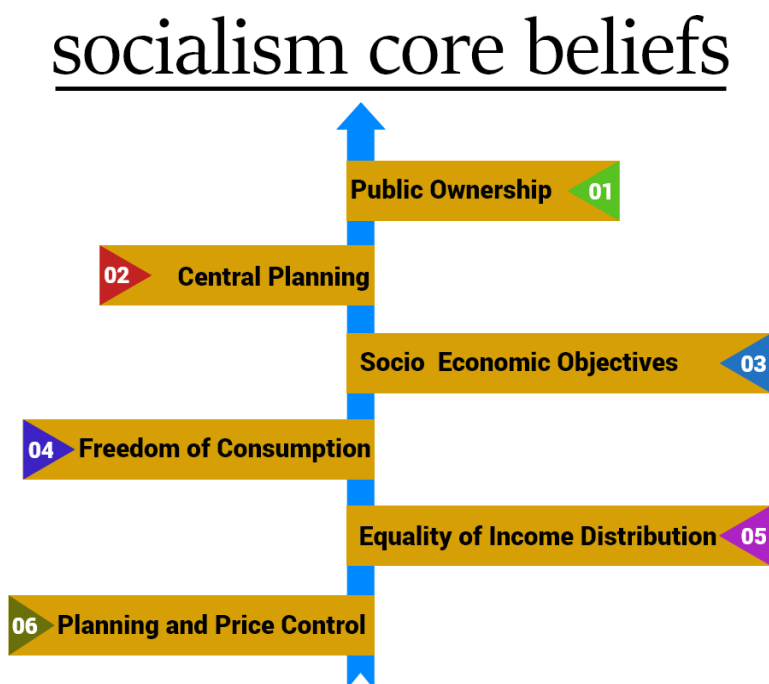 socialism core beliefs
Public Ownership 01
02 Central Planning
Socio Economic Objectives 03
04 Freedom of Consumption
Equality of Income Distribution 05
06 Planning and Price Control